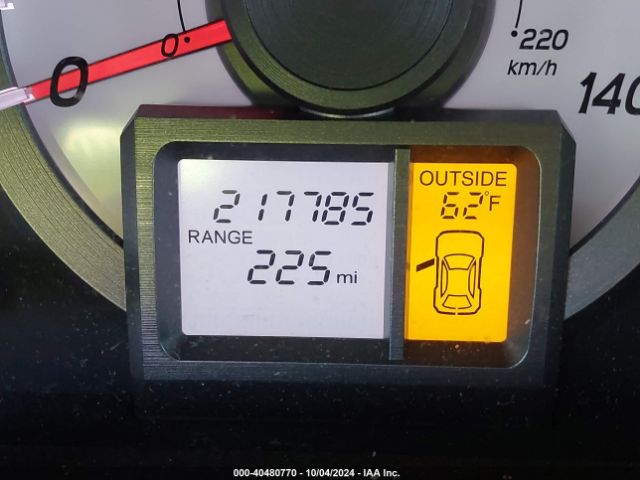 0
0
220
km/h
140
217785
RANGE
225 mi
OUTSIDE
62°F
000-40480770 - 10/04/2024 - IAA Inc.